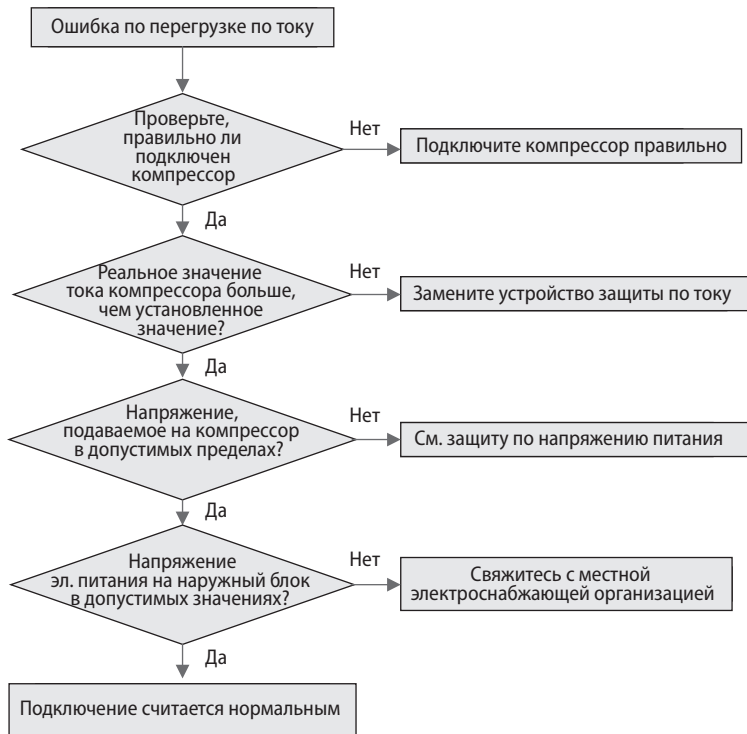 Ошибка по перегрузке по току
Проверьте,
правильно ли
подключен
компрессор
Нет
Подключите компрессор правильно
Да
Реальное значение
тока компрессора больше,
чем установленное
значение?
Нет
Замените устройство защиты по току
Да
Напряжение,
подаваемое на компрессор
в допустимых пределах?
Нет
См. защиту по напряжению питания
Да
Напряжение
эл. питания на наружный блок
в допустимых значениях?
Нет
Свяжитесь с местной
электроснабжающей организацией
Да
Подключение считается нормальным